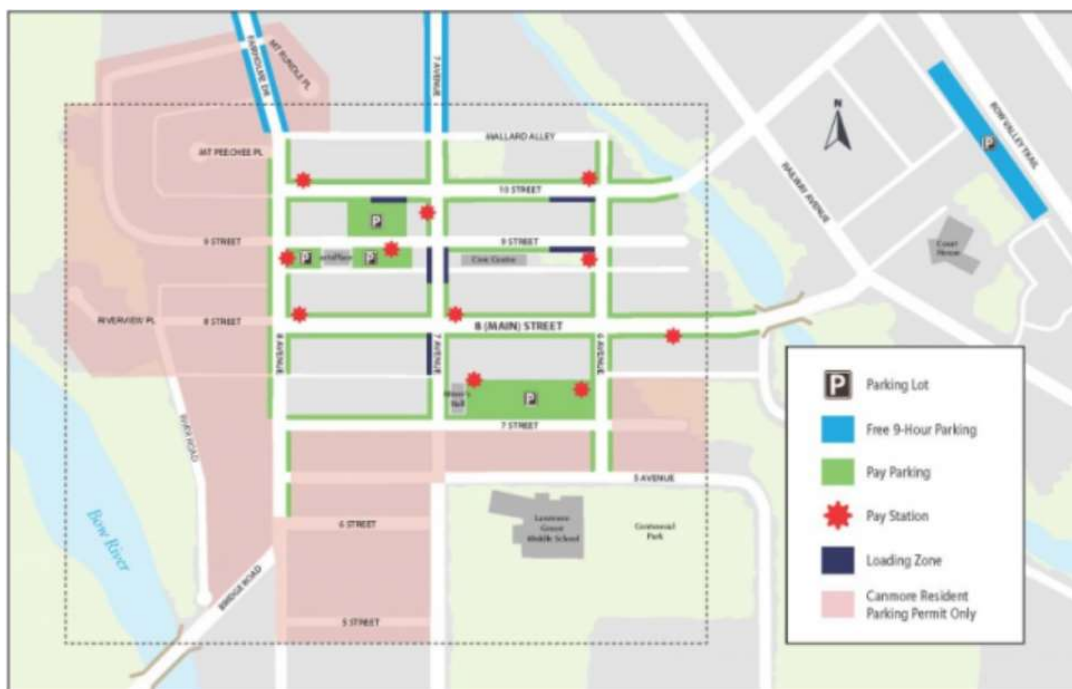 FAIRHOLME DR
MT RUNDLE PL
7 AVENUE
MALLARD ALLEY
MT PEECHEE PL
10 STREET
N
BOW VALLEY TRAIL
P
RAILWAY AVENUE
P
9 STREET
9 STREET
P
P
Civic Centre
Court
House
RIVERVIEW PL
8 STREET
8 (MAIN) STREET
8 AVENUE
7 AVENUE
6 AVENUE
P
Hall
7 STREET
RIVER ROAD
5 AVENUE
6 STREET
Lawrence
Grassi
Middle School
Centennial
Park
Bow River
BRIDGE ROAD
5 STREET
P Parking Lot
Free 9-Hour Parking
Pay Parking
Pay Station
Loading Zone
Canmore Resident
Parking Permit Only